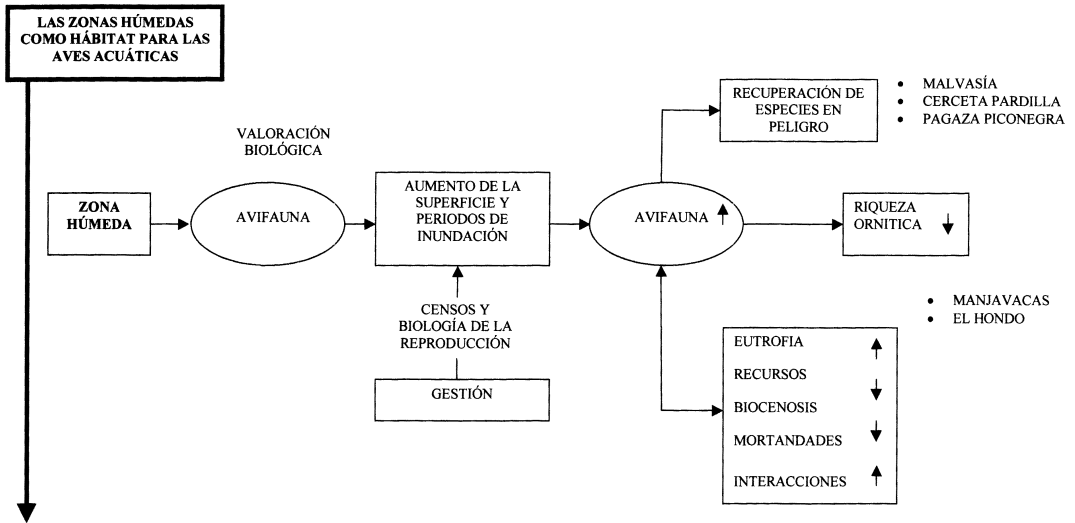 LAS ZONAS HÚMEDAS
COMO HÁBITAT PARA LAS
AVES ACUÁTICAS
ZONA
HÚMEDA
VALORACIÓN
BIOLÓGICA
AVIFAUNA
AUMENTO DE LA
SUPERFICIE Y
PERIODOS DE
INUNDACIÓN
CENSOS Y
BIOLOGÍA DE LA
REPRODUCCIÓN
GESTIÓN
AVIFAUNA
RECUPERACIÓN DE
ESPECIES EN
PELIGRO
• MALVASÍA
• CERCETA PARDILLA
• PAGAZA PICONEGRA
RIQUEZA
ORNITICA
• MANJAVACAS
• EL HONDO
EUTROFIA
RECURSOS
BIOCENOSIS
MORTANDADES
INTERACCIONES